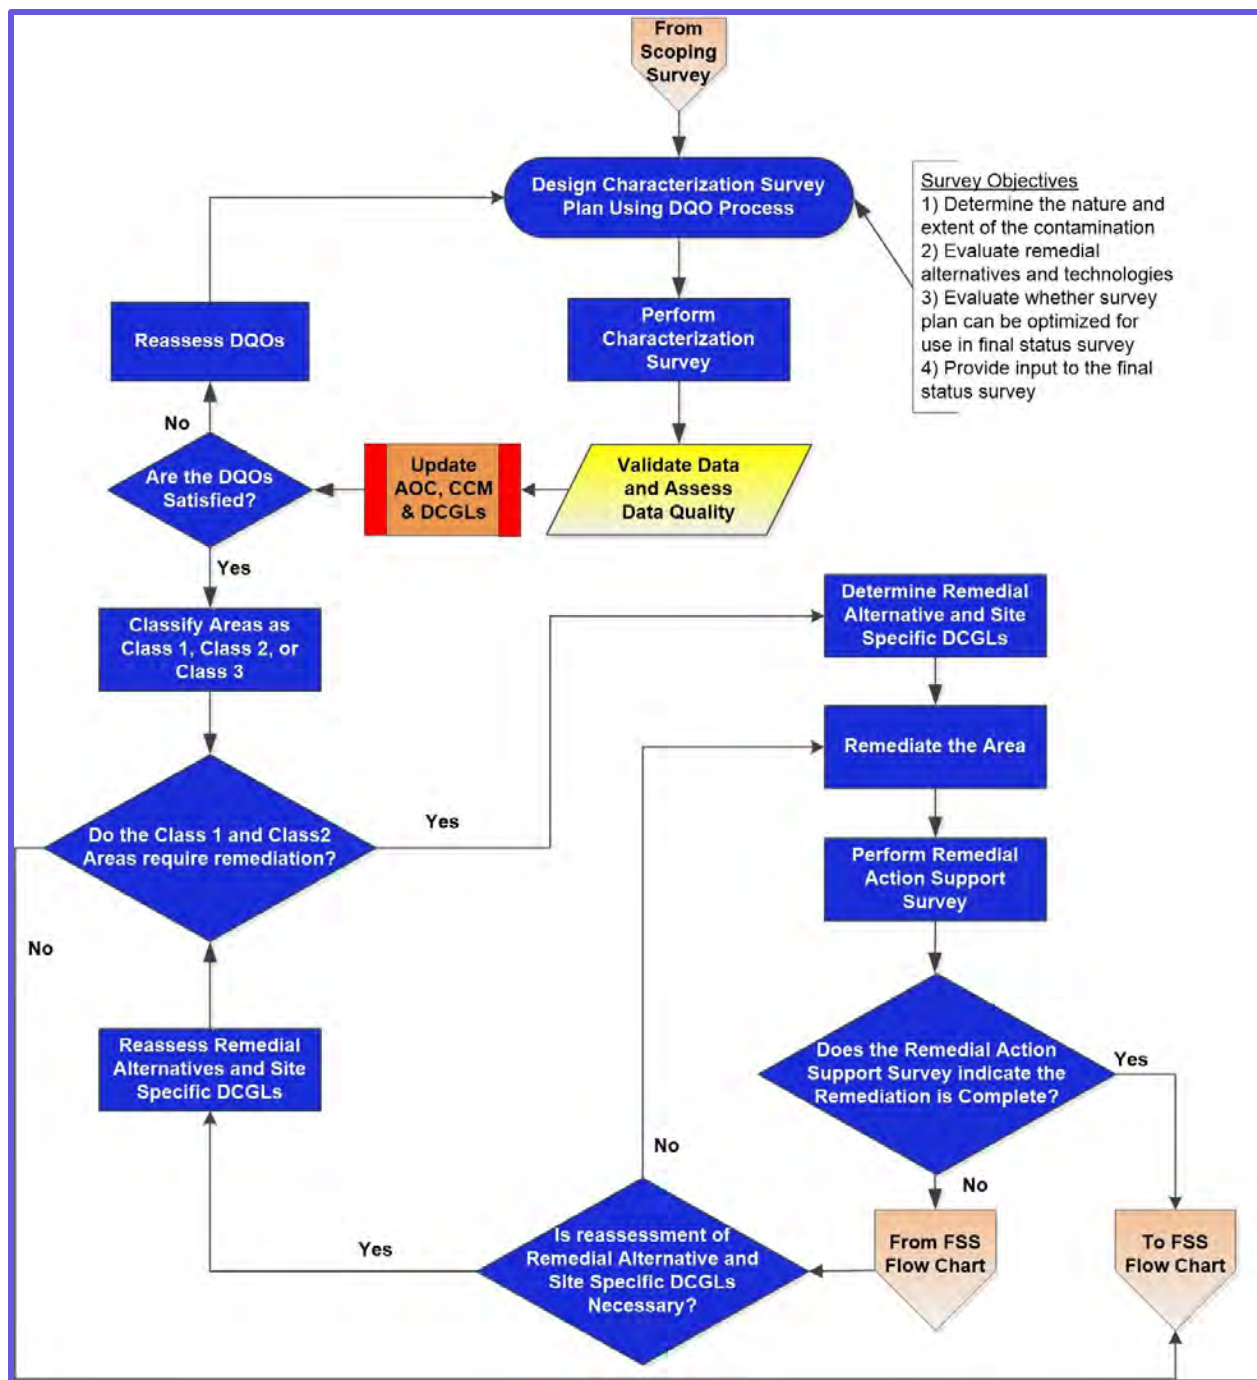 From
Scoping
Survey
Design Characterization Survey
Plan Using DQO Process
Survey Objectives
1) Determine the nature and
extent of the contamination
2) Evaluate remedial
alternatives and technologies
3) Evaluate whether survey
plan can be optimized for
use in final status survey
4) Provide input to the final
status survey
Perform
Characterization
Survey
Reassess DQOs
No
Validate Data
and Assess
Data Quality
Update
AOC, CCM
& DCGLs
Are the DQOs
Satisfied?
Yes
Classify Areas as
Class 1, Class 2, or
Class 3
Do the Class 1 and Class2
Areas require remediation?
Yes
No
Determine Remedial
Alternative and Site
Specific DCGLs
Remediate the Area
Perform Remedial
Action Support
Survey
Does the Remedial Action
Support Survey indicate the
Remediation is Complete?
Yes
No
From FSS
Flow Chart
To FSS
Flow Chart
Is reassessment of
Remedial Alternative and
Site Specific DCGLs
Necessary?
No
Yes
Reassess Remedial
Alternatives and Site
Specific DCGLs